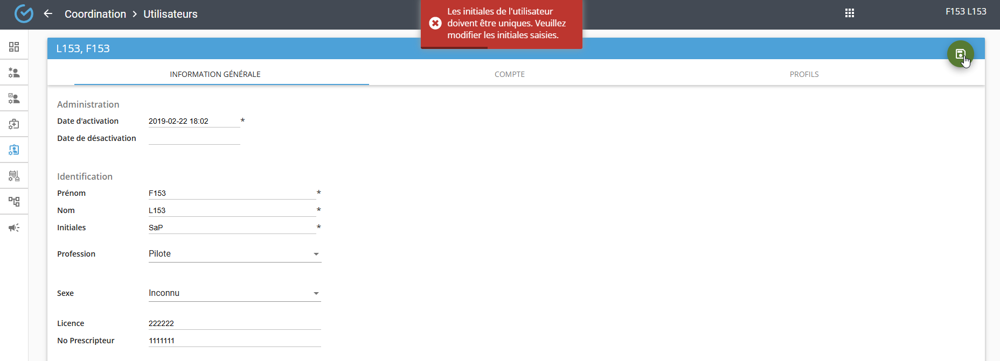 Coordination > Utilisateurs
Les initiales de l'utilisateur
doivent être uniques. Veuillez
modifier les initiales saisies.
F153 L153
L153, F153
INFORMATION GÉNÉRALE
COMPTE
PROFILS
Administration
Date d'activation 2019-02-22 18:02 *
Date de désactivation
Identification
Prénom F153 *
Nom L153 *
Initiales SaP *
Profession Pilote
Sexe Inconnu
Licence 222222
No Prescripteur 1111111